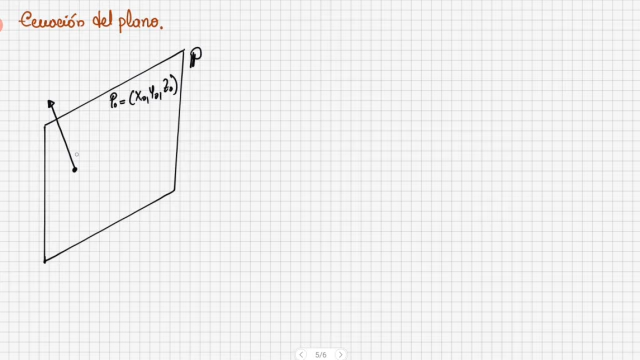 Ecuación del plano.
P
P₀ = (x₀, y₀, z₀)
5/6